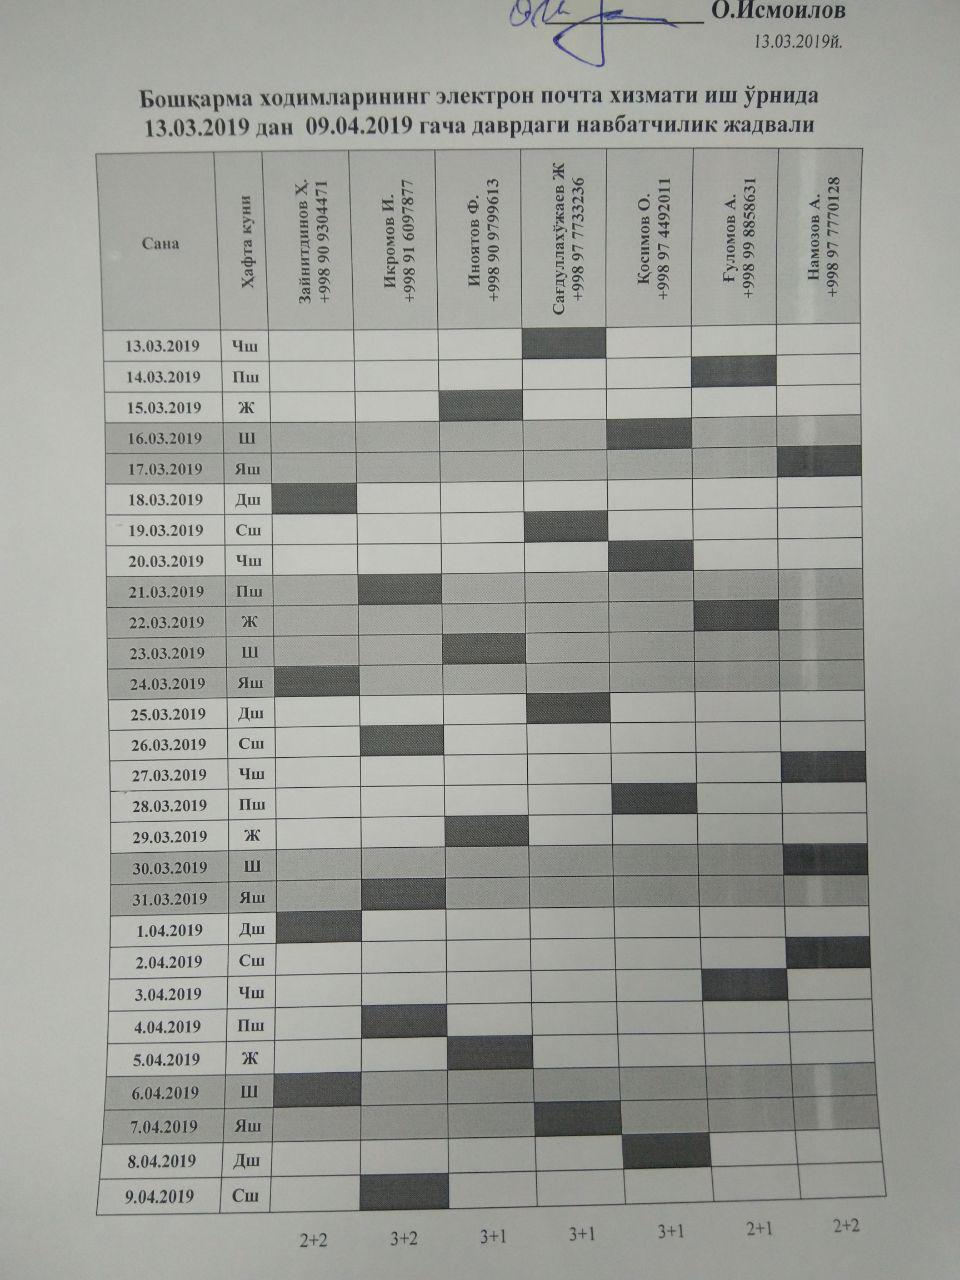 О.Исмоилов
13.03.2019й.
Бошқарма ходимларининг электрон почта хизмати иш ўрнида
13.03.2019 дан 09.04.2019 гача даврдаги навбатчилик жадвали
Сана
Ҳафта куни
Зайнитдинов Ҳ.
+998 90 9304471
Икромов И.
+998 91 6097877
Иноятов Ф.
+998 90 9799613
Сағдуллахўжаев Ж
+998 97 7733236
Қосимов О.
+998 97 4492011
Ғуломов А.
+998 99 8858631
Намозов А.
+998 97 7770128
13.03.2019 Чш
14.03.2019 Пш
15.03.2019 Ж
16.03.2019 Ш
17.03.2019 Яш
18.03.2019 Дш
19.03.2019 Сш
20.03.2019 Чш
21.03.2019 Пш
22.03.2019 Ж
23.03.2019 Ш
24.03.2019 Яш
25.03.2019 Дш
26.03.2019 Сш
27.03.2019 Чш
28.03.2019 Пш
29.03.2019 Ж
30.03.2019 Ш
31.03.2019 Яш
1.04.2019 Дш
2.04.2019 Сш
3.04.2019 Чш
4.04.2019 Пш
5.04.2019 Ж
6.04.2019 Ш
7.04.2019 Яш
8.04.2019 Дш
9.04.2019 Сш
2+2 3+2 3+1 3+1 3+1 2+1 2+2